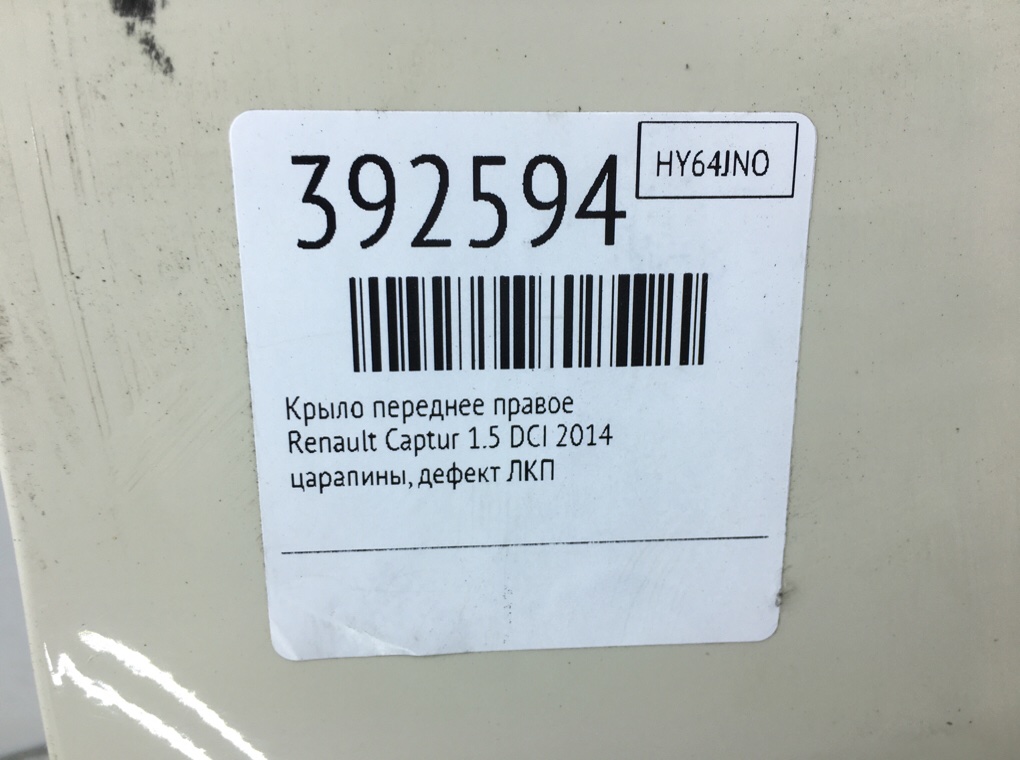 392594
HY64JNO
Крыло переднее правое
Renault Captur 1.5 DCI 2014
царапины, дефект ЛКП